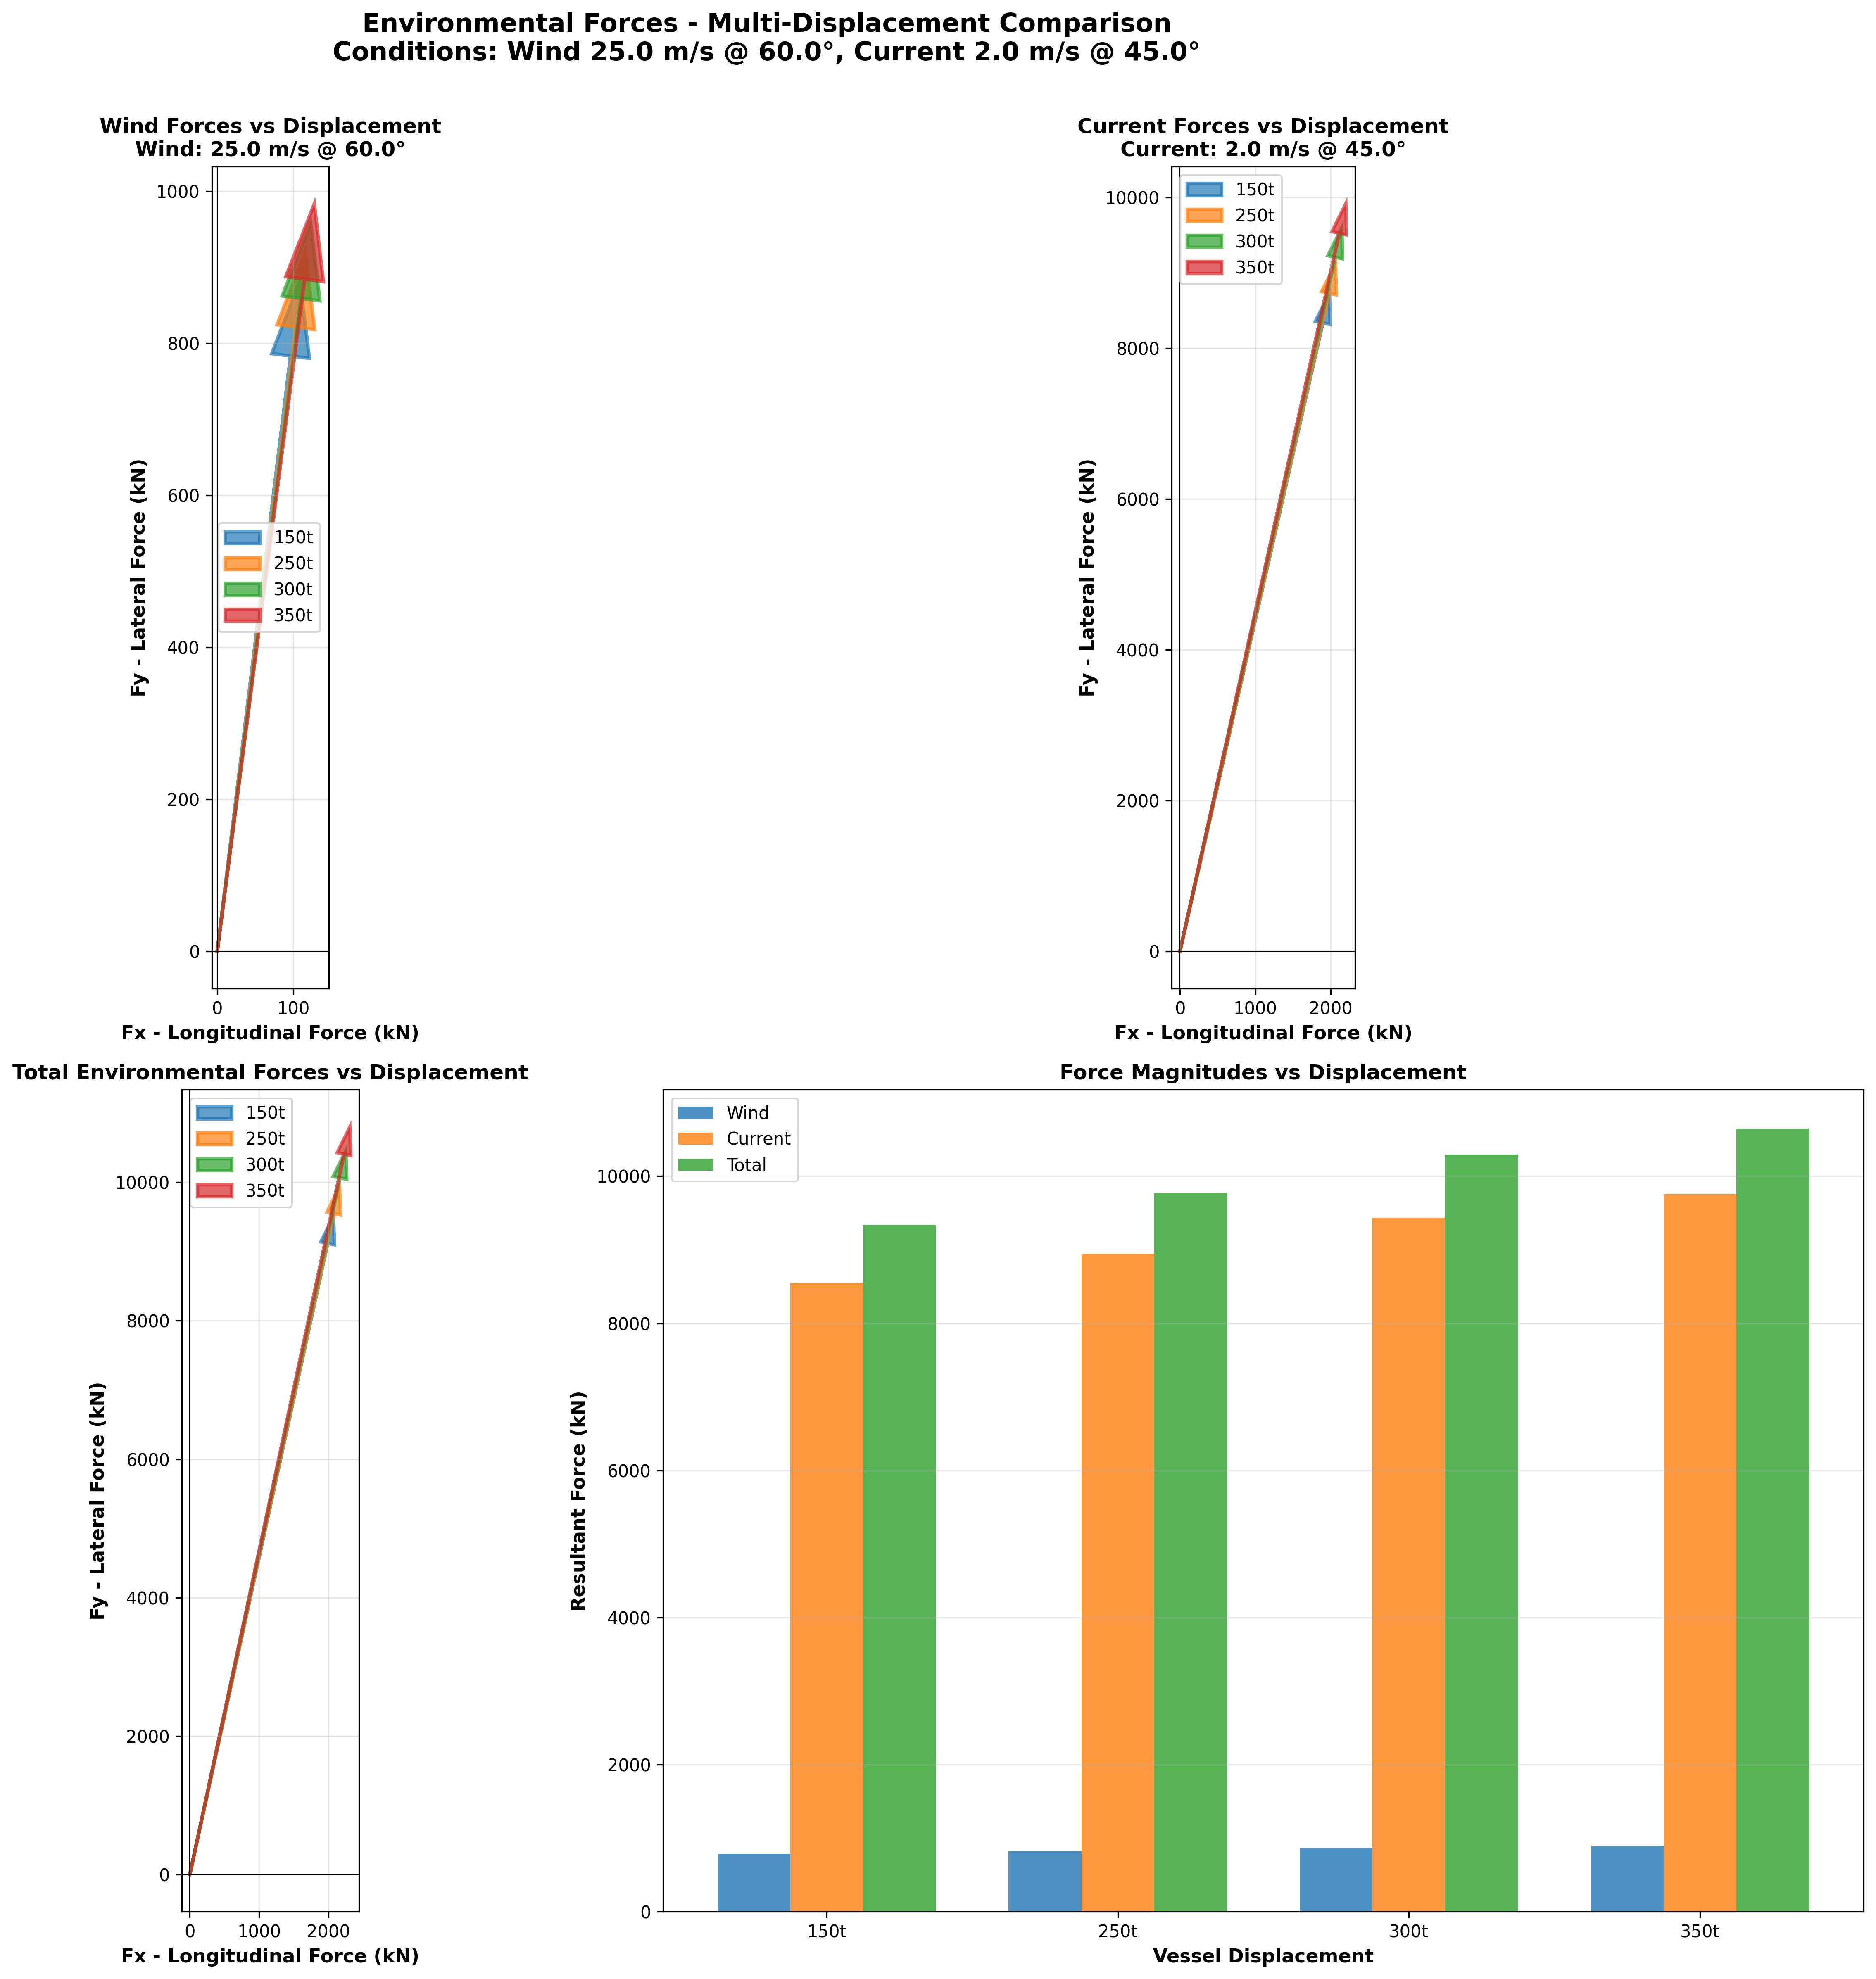 Environmental Forces - Multi-Displacement Comparison
Conditions: Wind 25.0 m/s @ 60.0°, Current 2.0 m/s @ 45.0°
Wind Forces vs Displacement
Wind: 25.0 m/s @ 60.0°
1000
800
600
400
200
0
Fy - Lateral Force (kN)
150t
250t
300t
350t
0
100
Fx - Longitudinal Force (kN)
Current Forces vs Displacement
Current: 2.0 m/s @ 45.0°
10000
8000
6000
4000
2000
0
Fy - Lateral Force (kN)
150t
250t
300t
350t
0
1000
2000
Fx - Longitudinal Force (kN)
Total Environmental Forces vs Displacement
10000
8000
6000
4000
2000
0
Fy - Lateral Force (kN)
150t
250t
300t
350t
0
1000
2000
Fx - Longitudinal Force (kN)
Force Magnitudes vs Displacement
Wind
Current
Total
10000
8000
6000
4000
2000
0
Resultant Force (kN)
150t
250t
300t
350t
Vessel Displacement